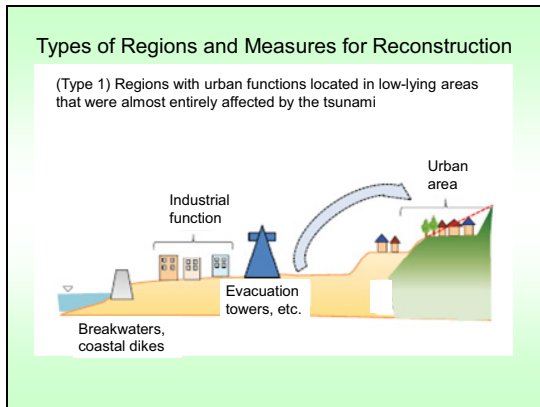 Types of Regions and Measures for Reconstruction
(Type 1) Regions with urban functions located in low-lying areas
that were almost entirely affected by the tsunami
Urban
area
Industrial
function
Evacuation
towers, etc.
Breakwaters,
coastal dikes